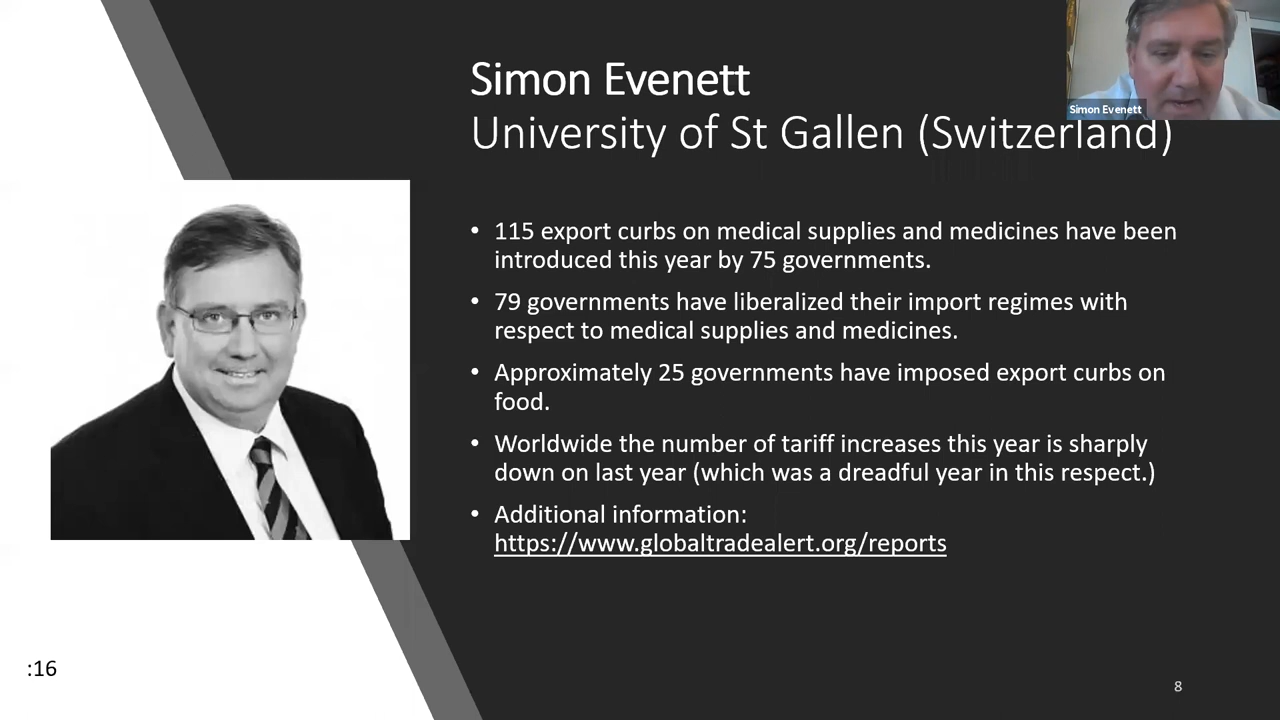 Simon Evenett
Simon Evenett
University of St Gallen (Switzerland)
• 115 export curbs on medical supplies and medicines have been
introduced this year by 75 governments.
• 79 governments have liberalized their import regimes with
respect to medical supplies and medicines.
• Approximately 25 governments have imposed export curbs on
food.
• Worldwide the number of tariff increases this year is sharply
down on last year (which was a dreadful year in this respect.)
• Additional information:
https://www.globaltradealert.org/reports
:16
8